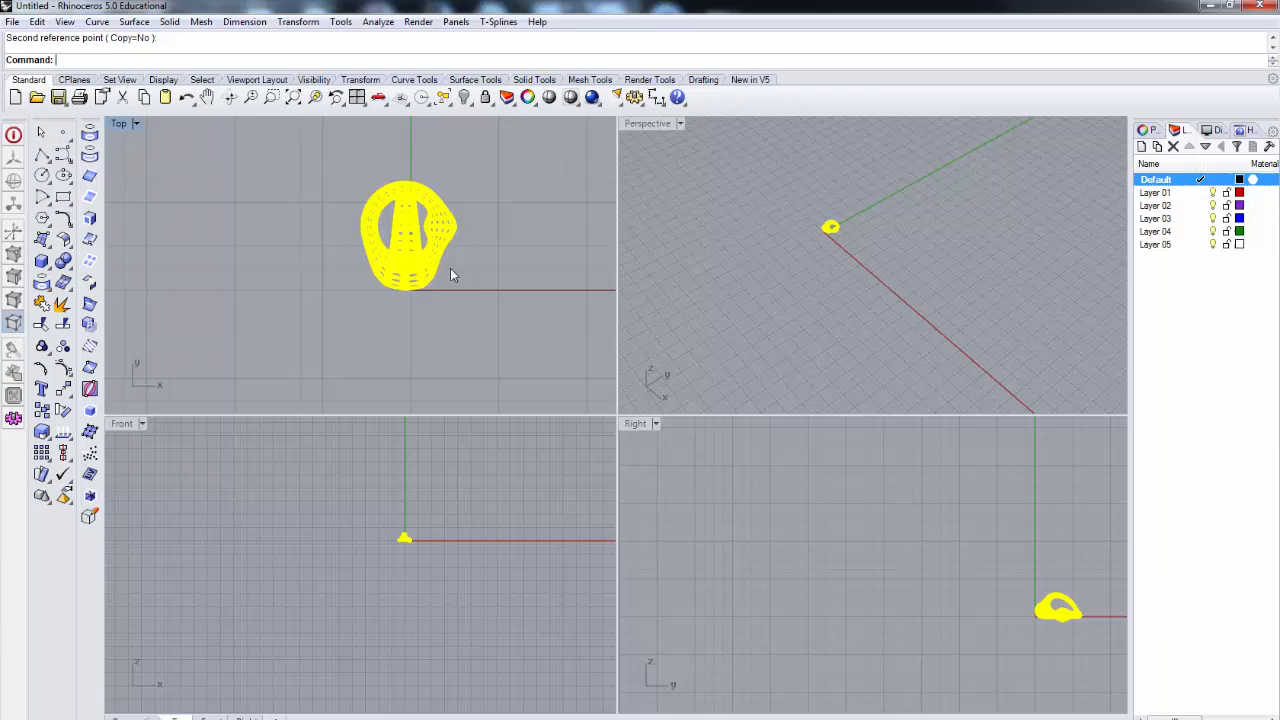 Untitled - Rhinoceros 5.0 Educational
File Edit View Curve Surface Solid Mesh Dimension Transform Tools Analyze Render Panels T-Splines Help
Second reference point ( Copy=No ):
Command:
Standard CPlanes Set View Display Select Viewport Layout Visibility Transform Curve Tools Surface Tools Solid Tools Mesh Tools Render Tools Drafting New in V5
Top
Perspective
P... L... Di... H...
Name Material
Default
Layer 01
Layer 02
Layer 03
Layer 04
Layer 05
y
x
z
y
x
Front
Right
z
x
z
y